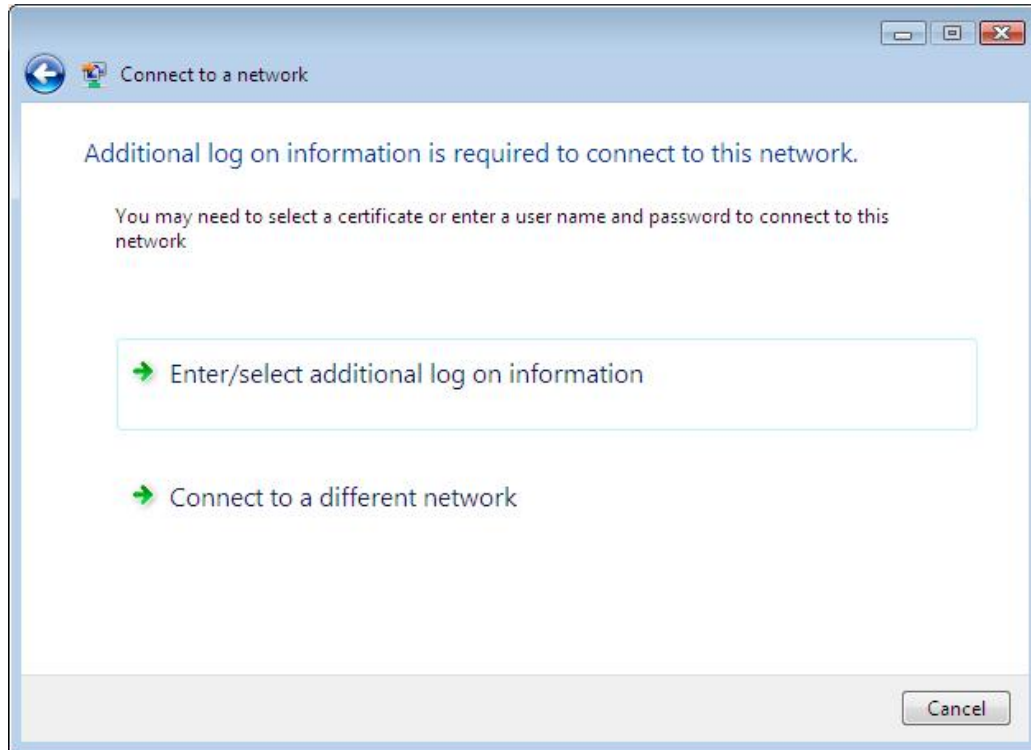 Connect to a network
Additional log on information is required to connect to this network.
You may need to select a certificate or enter a user name and password to connect to this
network
Enter/select additional log on information
Connect to a different network
Cancel